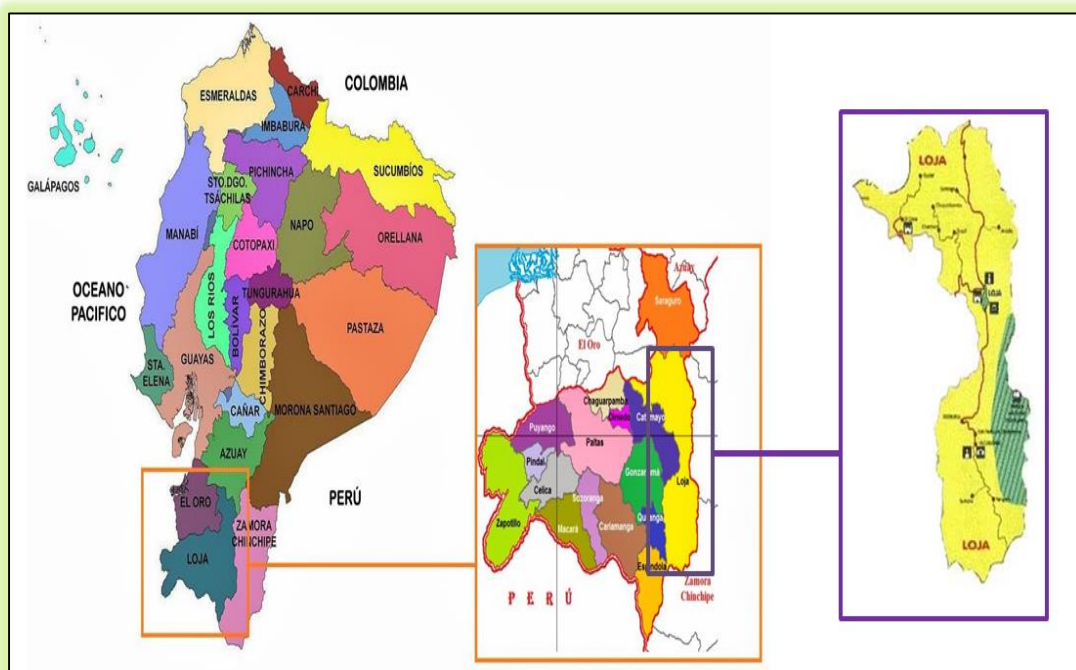 COLOMBIA
ESMERALDAS
CARCHI
IMBABURA
PICHINCHA
SUCUMBÍOS
GALÁPAGOS
STO.DGO.
TSÁCHILAS
NAPO
MANABÍ
COTOPAXI
ORELLANA
OCEANO
PACIFICO
LOS RIOS
BOLÍVAR
TUNGURAHUA
CHIMBORAZO
PASTAZA
STA.
ELENA
GUAYAS
CAÑAR
MORONA SANTIAGO
AZUAY
PERÚ
EL ORO
ZAMORA
CHINCHIPE
LOJA
Azuay
Saraguro
El Oro
Chaguarpamba
Olmedo
Catamayo
Puyango
Paltas
Pindal
Gonzanamá
Loja
Celica
Sozoranga
Zapotillo
Macará
Cariamanga
Quilanga
Espíndola
Zamora
Chinchipe
P E R Ú
LOJA
LOJA
LOJA